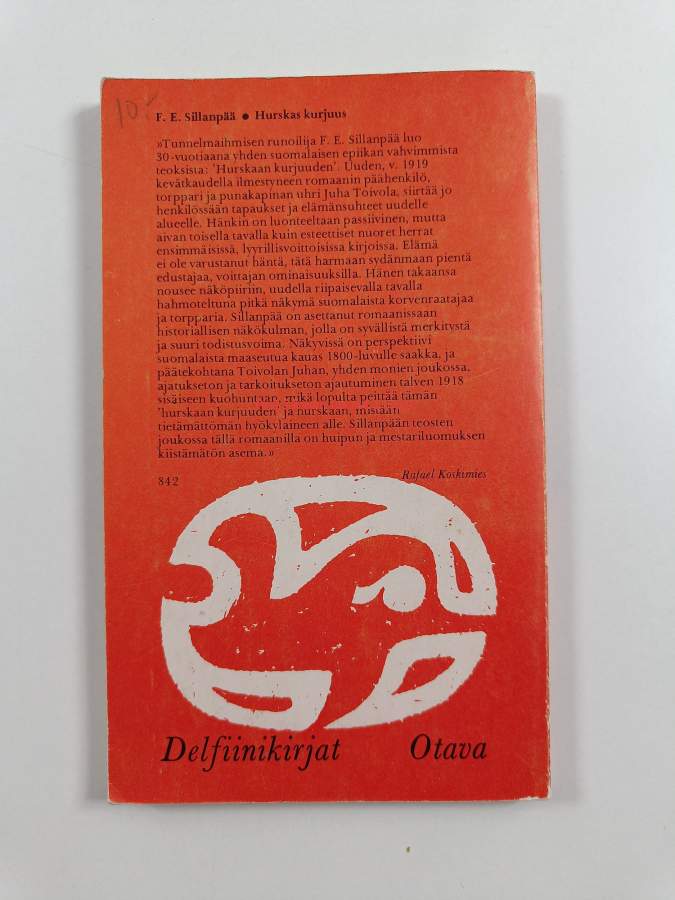 10.-
F. E. Sillanpää ● Hurskas kurjuus
»Tunnelmaihmisen runoilija F. E. Sillanpää luo
30-vuotiaana yhden suomalaisen epiikan vahvimmista
teoksista: 'Hurskaan kurjuuden'. Uuden, v. 1919
kevätkaudella ilmestyneen romaanin päähenkilö,
torppari ja punakapinan uhri Juha Toivola, siirtää jo
henkilössään tapaukset ja elämänsuhteet uudelle
alueelle. Hänkin on luonteeltaan passiivinen, mutta
aivan toisella tavalla kuin esteettiset nuoret herrat
ensimmäisissä, lyyrillisvoittoisissa kirjoissa. Elämä
ei ole varustanut häntä, tätä harmaan sydänmaan pientä
edustajaa, voittajan ominaisuuksilla. Hänen takaansa
nousee näköpiiriin, uudella riipaisevalla tavalla
hahmoteltuna pitkä näkymä suomalaista korvenraatajaa
ja torpparia. Sillanpää on asettanut romaanissaan
historiallisen näkökulman, jolla on syvällistä merkitystä
ja suuri todistusvoima. Näkyvissä on perspektiivi
suomalaista maaseutua kauas 1800-luvulle saakka, ja
päätekohtana Toivolan Juhan, yhden monien joukossa,
ajatukseton ja tarkoitukseton ajautuminen talven 1918
sisäiseen kuohuntaan, mikä lopulta peittää tämän
'hurskaan kurjuuden' ja hurskaan, mistään
tietämättömän hyökylaineen alle. Sillanpään teosten
joukossa tällä romaanilla on huipun ja mestariluomuksen
kiistämätön asema.»
842
Rafael Koskimies
Delfiinikirjat Otava